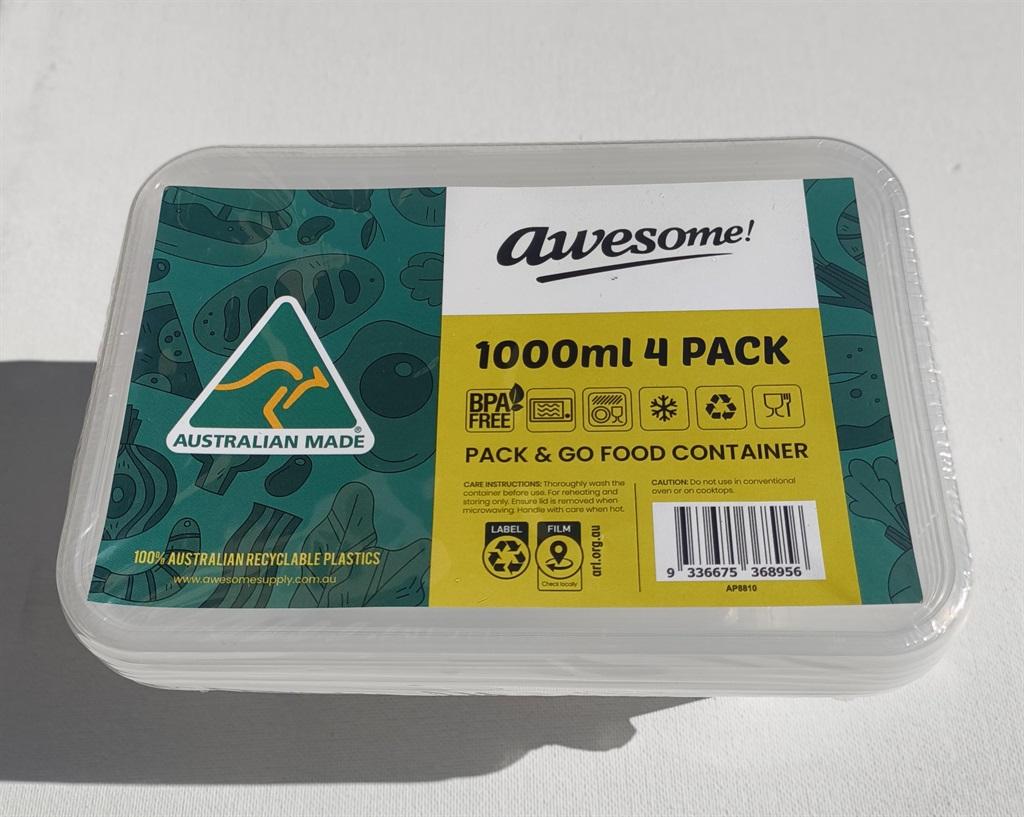 awesome!
1000ml 4 PACK
BPA
FREE
PACK & GO FOOD CONTAINER
CARE INSTRUCTIONS: Thoroughly wash the
container before use. For reheating and
storing only. Ensure lid is removed when
microwaving. Handle with care when hot.
CAUTION: Do not use in conventional
oven or on cooktops.
LABEL
FILM
Check locally
arl.org.au
9 336675 368956
AP8810
AUSTRALIAN MADE®
100% AUSTRALIAN RECYCLABLE PLASTICS
www.awesomesupply.com.au